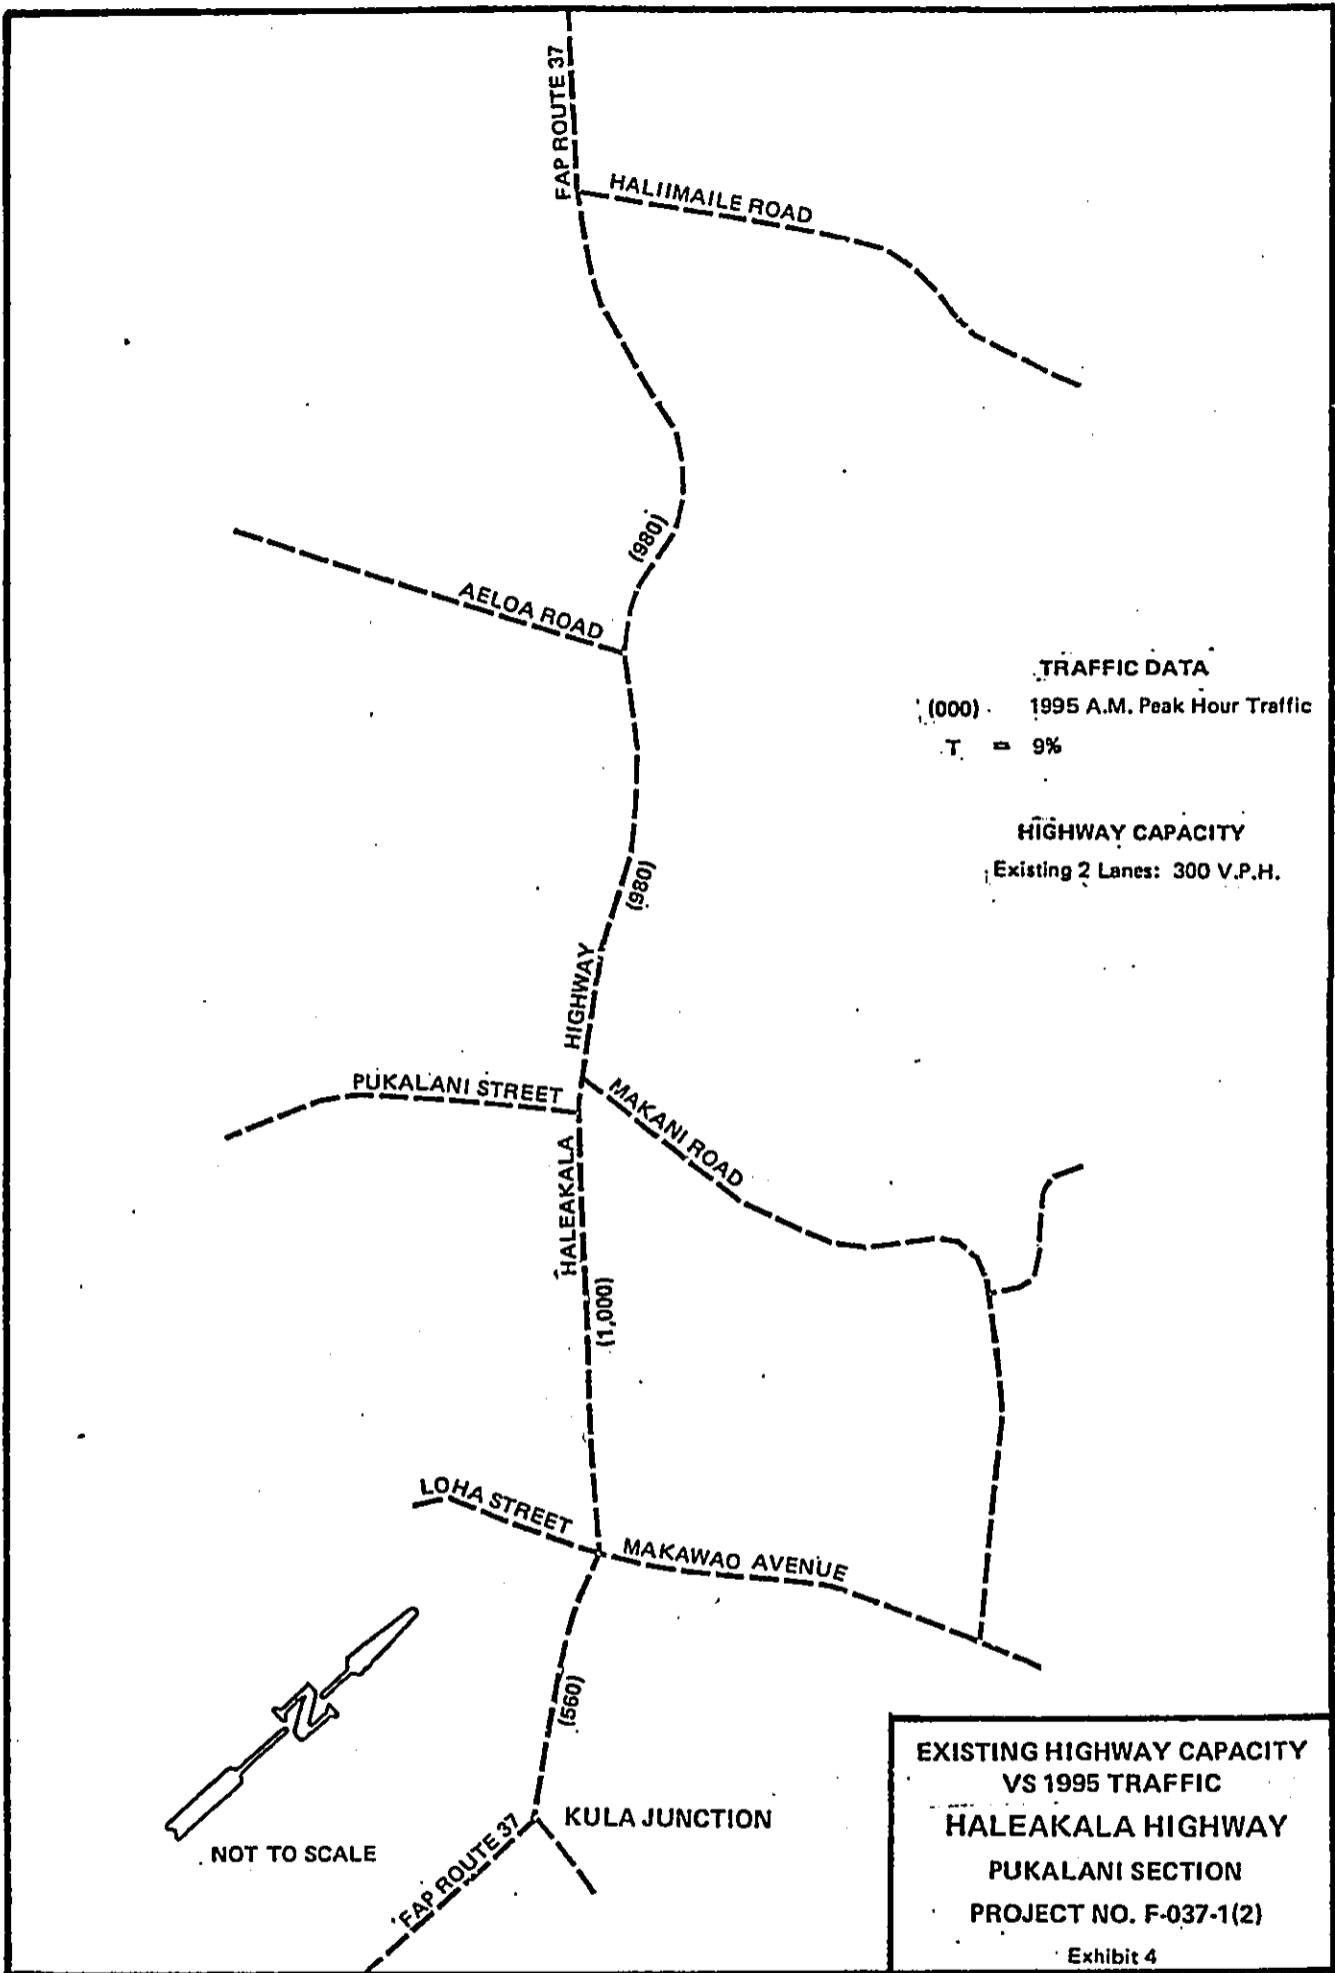 FAP ROUTE 37
HALIIMAILE ROAD
(980)
AELOA ROAD
TRAFFIC DATA
(000) 1995 A.M. Peak Hour Traffic
T = 9%
HIGHWAY CAPACITY
Existing 2 Lanes: 300 V.P.H.
(980)
HIGHWAY
PUKALANI STREET
MAKANI ROAD
HALEAKALA
(1,000)
LOHA STREET
MAKAWAO AVENUE
(560)
N
NOT TO SCALE
KULA JUNCTION
FAP ROUTE 37
EXISTING HIGHWAY CAPACITY
VS 1995 TRAFFIC
HALEAKALA HIGHWAY
PUKALANI SECTION
PROJECT NO. F-037-1(2)
Exhibit 4